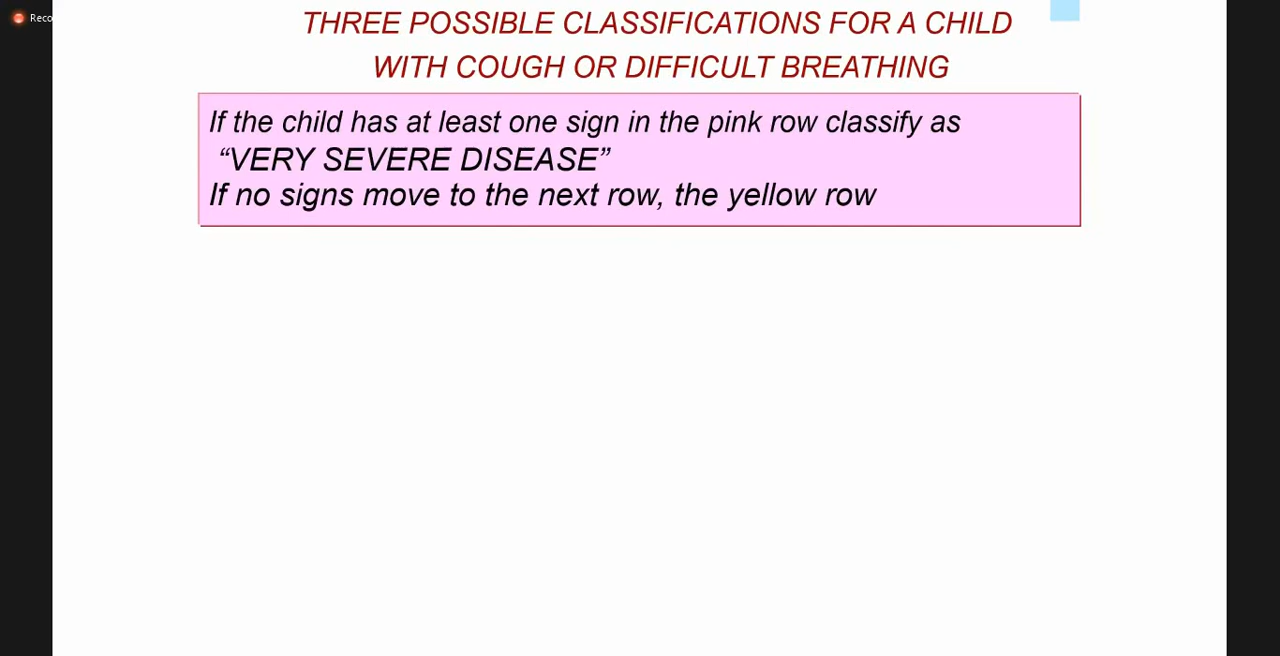 Reco
THREE POSSIBLE CLASSIFICATIONS FOR A CHILD
WITH COUGH OR DIFFICULT BREATHING
If the child has at least one sign in the pink row classify as
“VERY SEVERE DISEASE”
If no signs move to the next row, the yellow row